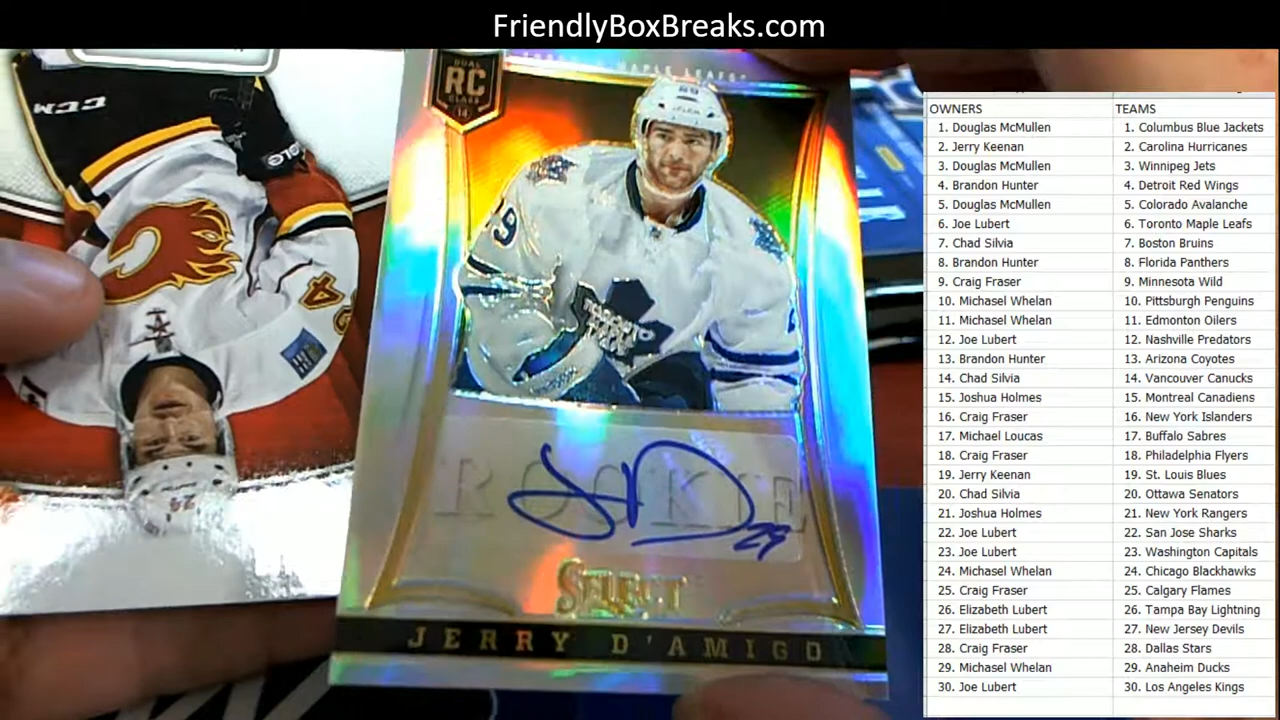 FriendlyBoxBreaks.com
CCM
DUAL
RC
CLASS
14
MAPLE LEAFS
29
TORONTO
ROOKIE
29
SELECT
JERRY D'AMIGO
OWNERS TEAMS
1. Douglas McMullen 1. Columbus Blue Jackets
2. Jerry Keenan 2. Carolina Hurricanes
3. Douglas McMullen 3. Winnipeg Jets
4. Brandon Hunter 4. Detroit Red Wings
5. Douglas McMullen 5. Colorado Avalanche
6. Joe Lubert 6. Toronto Maple Leafs
7. Chad Silvia 7. Boston Bruins
8. Brandon Hunter 8. Florida Panthers
9. Craig Fraser 9. Minnesota Wild
10. Michasel Whelan 10. Pittsburgh Penguins
11. Michasel Whelan 11. Edmonton Oilers
12. Joe Lubert 12. Nashville Predators
13. Brandon Hunter 13. Arizona Coyotes
14. Chad Silvia 14. Vancouver Canucks
15. Joshua Holmes 15. Montreal Canadiens
16. Craig Fraser 16. New York Islanders
17. Michael Loucas 17. Buffalo Sabres
18. Craig Fraser 18. Philadelphia Flyers
19. Jerry Keenan 19. St. Louis Blues
20. Chad Silvia 20. Ottawa Senators
21. Joshua Holmes 21. New York Rangers
22. Joe Lubert 22. San Jose Sharks
23. Joe Lubert 23. Washington Capitals
24. Michasel Whelan 24. Chicago Blackhawks
25. Craig Fraser 25. Calgary Flames
26. Elizabeth Lubert 26. Tampa Bay Lightning
27. Elizabeth Lubert 27. New Jersey Devils
28. Craig Fraser 28. Dallas Stars
29. Michasel Whelan 29. Anaheim Ducks
30. Joe Lubert 30. Los Angeles Kings